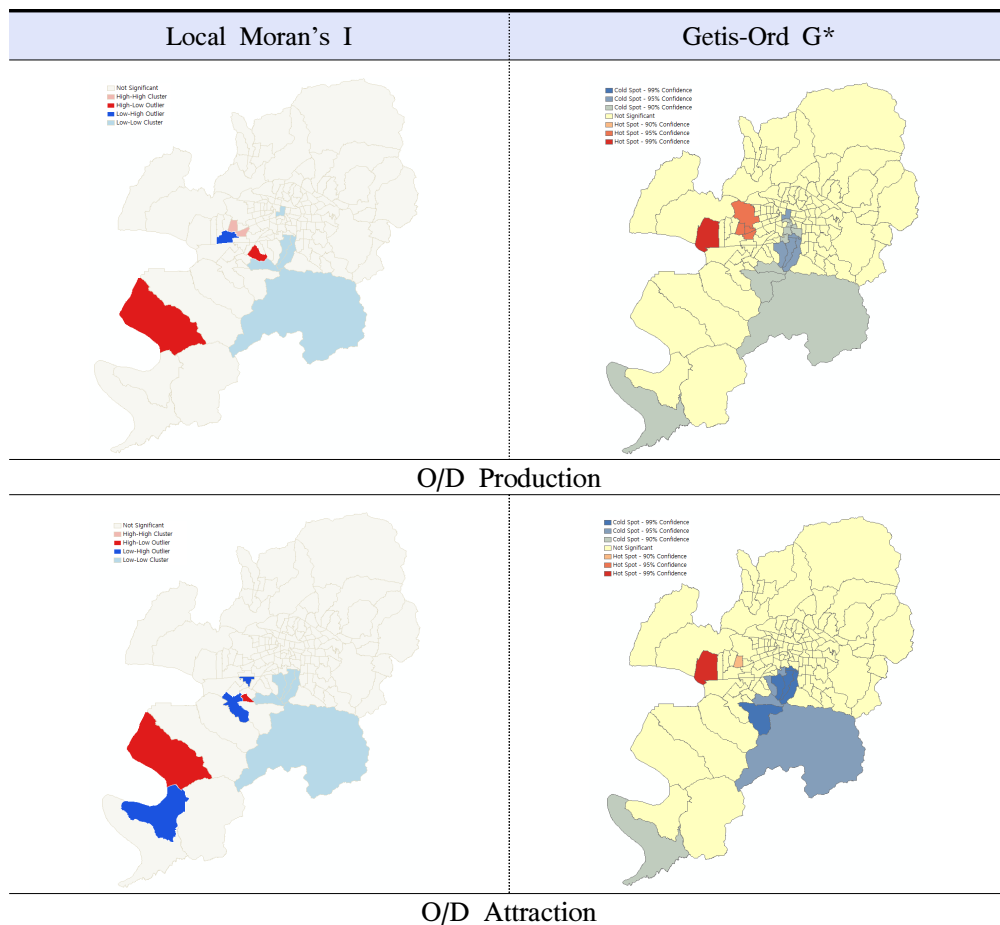 Local Moran's I
Getis-Ord G*
Not Significant
High-High Cluster
High-Low Outlier
Low-High Outlier
Low-Low Cluster
Cold Spot - 99% Confidence
Cold Spot - 95% Confidence
Cold Spot - 90% Confidence
Not Significant
Hot Spot - 90% Confidence
Hot Spot - 95% Confidence
Hot Spot - 99% Confidence
O/D Production
Not Significant
High-High Cluster
High-Low Outlier
Low-High Outlier
Low-Low Cluster
Cold Spot - 99% Confidence
Cold Spot - 95% Confidence
Cold Spot - 90% Confidence
Not Significant
Hot Spot - 90% Confidence
Hot Spot - 95% Confidence
Hot Spot - 99% Confidence
O/D Attraction